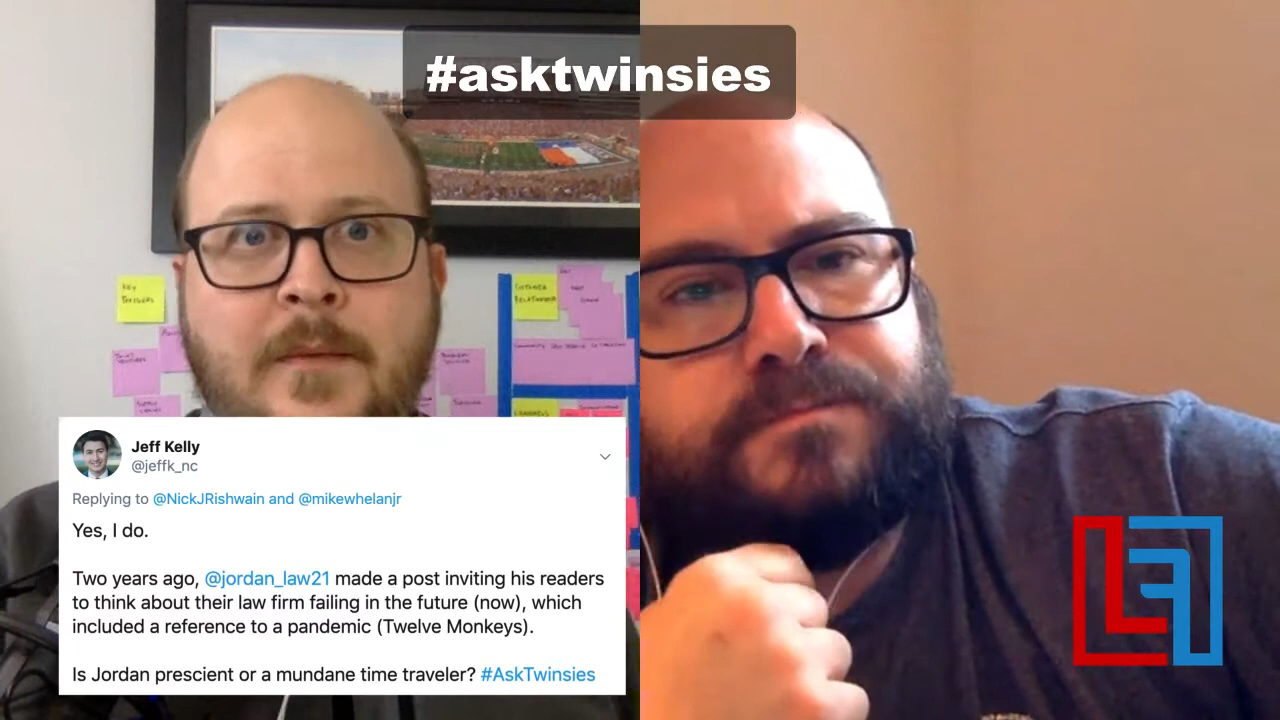 #asktwinsies
KEY
Jeff Kelly
@jeffk_nc
Replying to @NickJRishwain and @mikewhelanjr
Yes, I do.
Two years ago, @jordan_law21 made a post inviting his readers
to think about their law firm failing in the future (now), which
included a reference to a pandemic (Twelve Monkeys).
Is Jordan prescient or a mundane time traveler? #AskTwinsies
LF